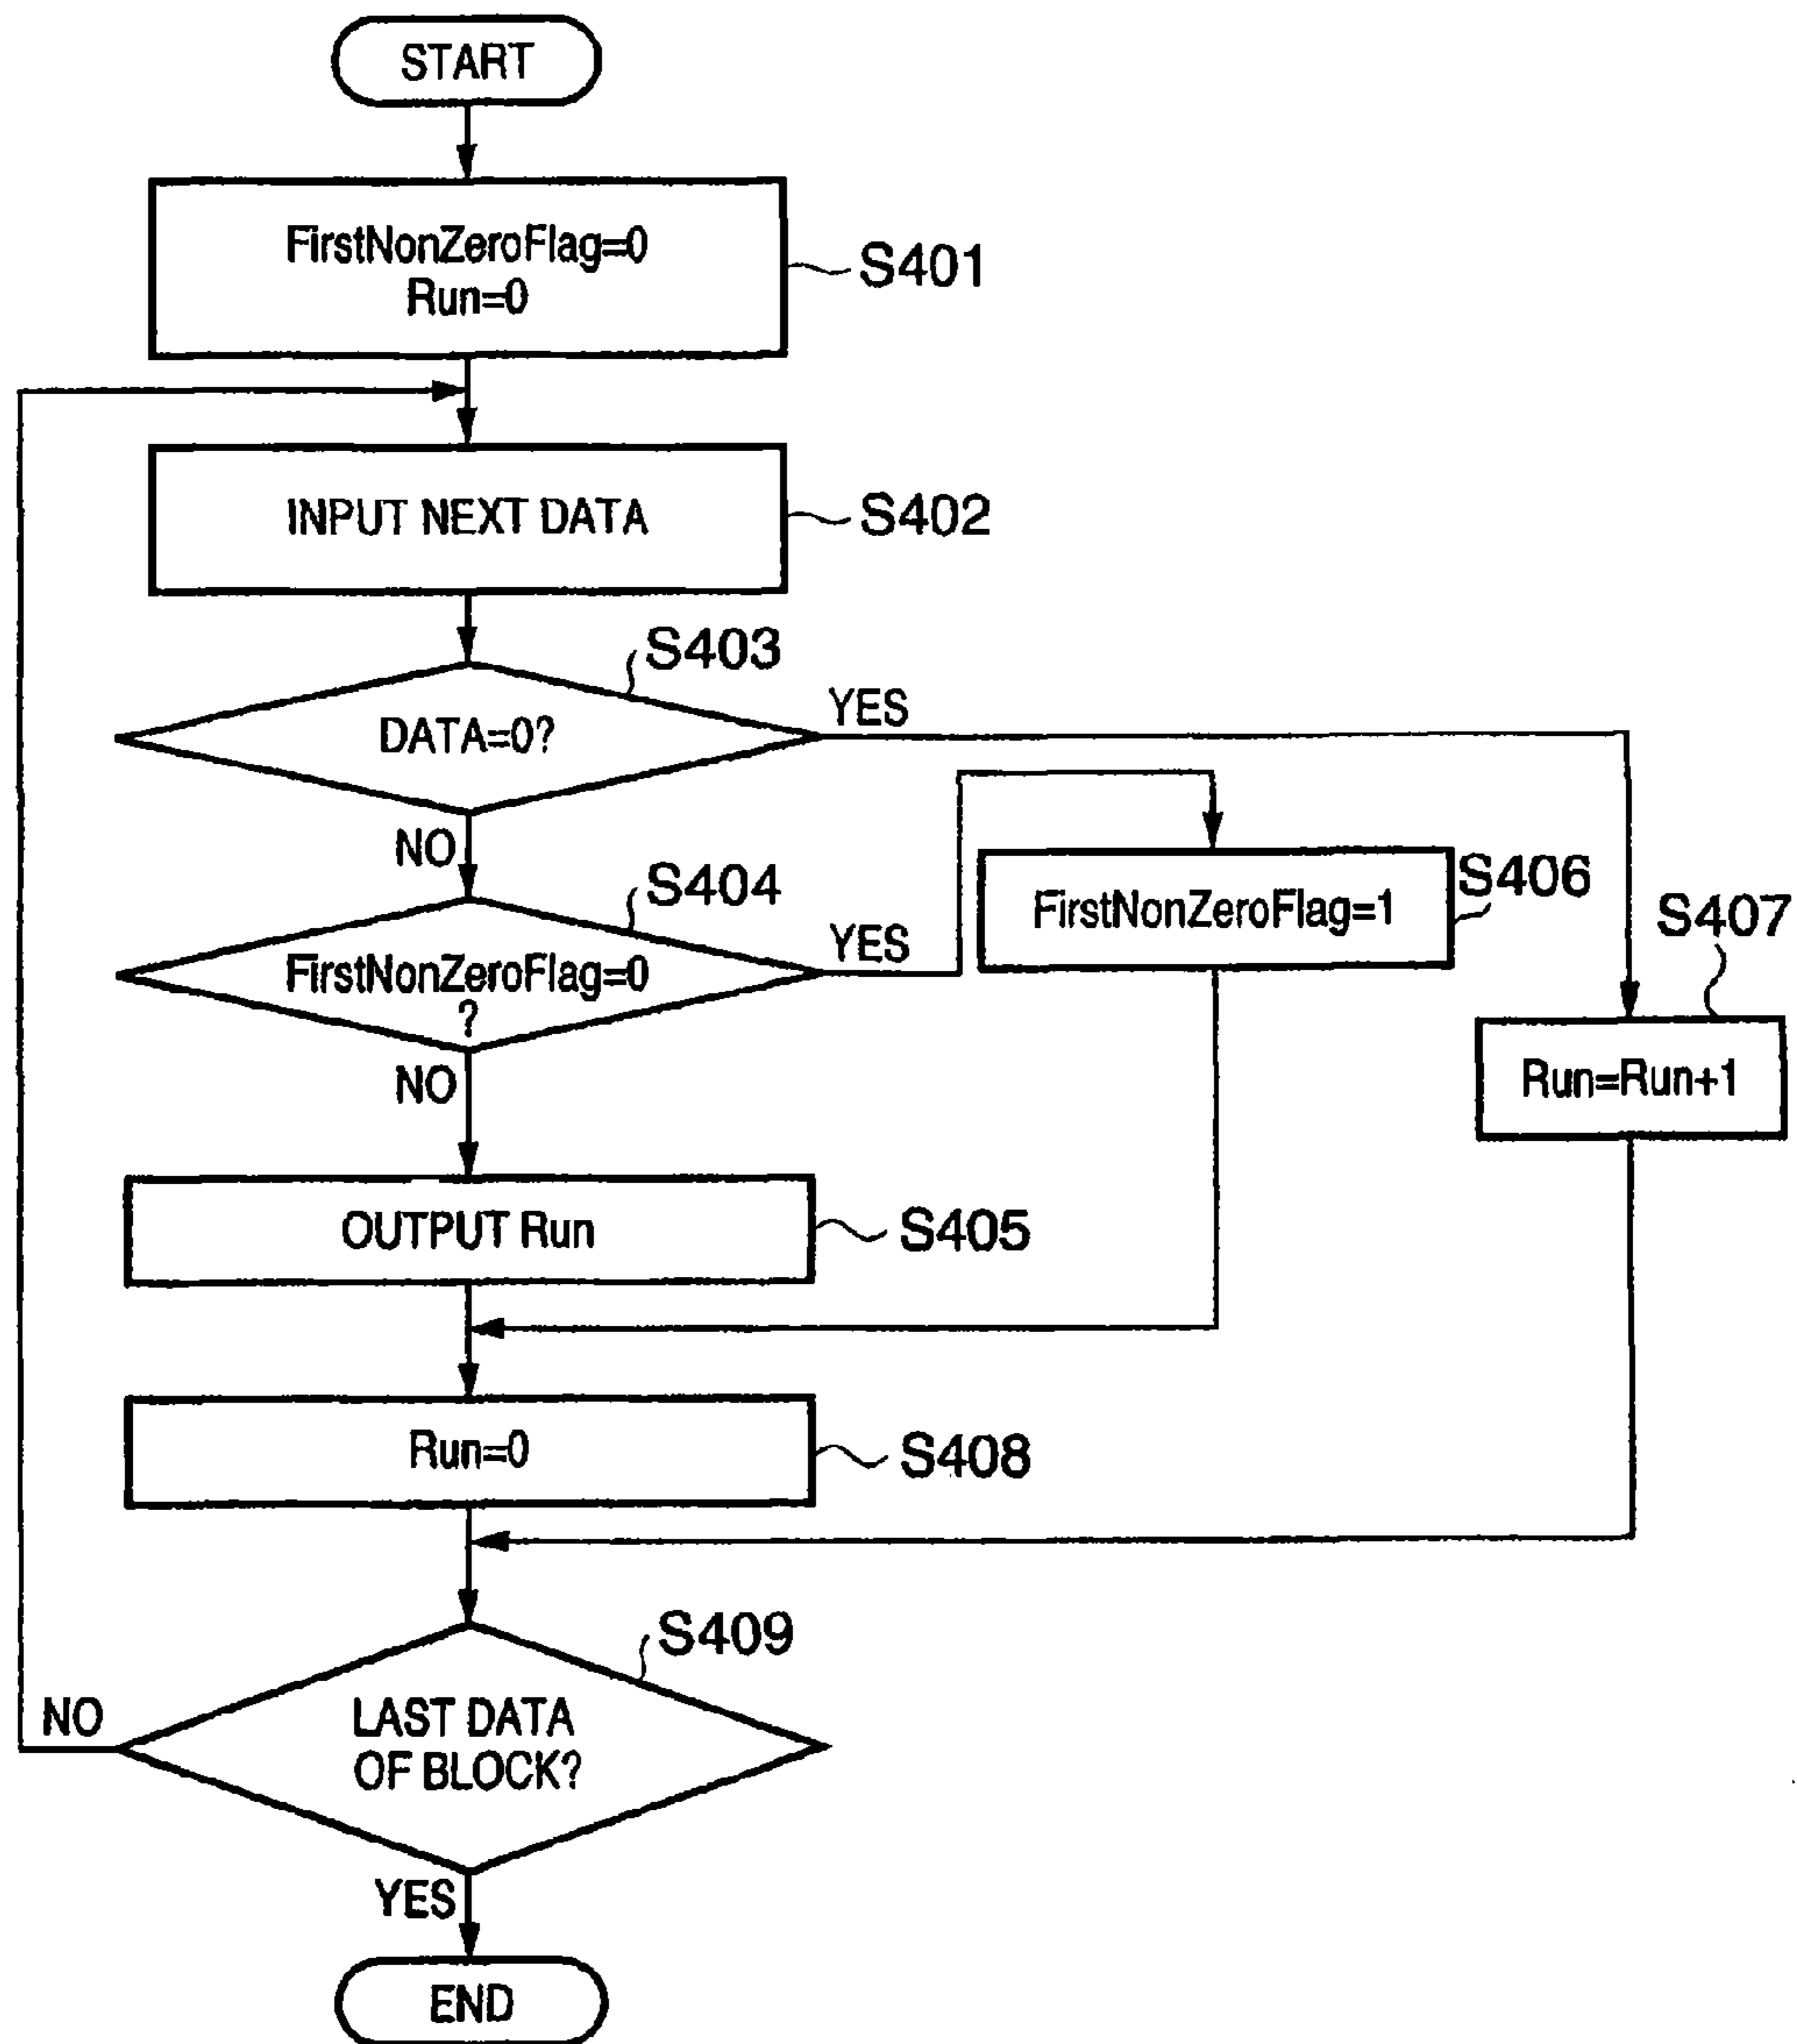 START
FirstNonZeroFlag=0
Run=0
S401
INPUT NEXT DATA
S402
S403
DATA=0?
YES
NO
S404
FirstNonZeroFlag=0
?
YES
NO
FirstNonZeroFlag=1
S406
S407
Run=Run+1
OUTPUT Run
S405
Run=0
S408
S409
LAST DATA
OF BLOCK?
NO
YES
END